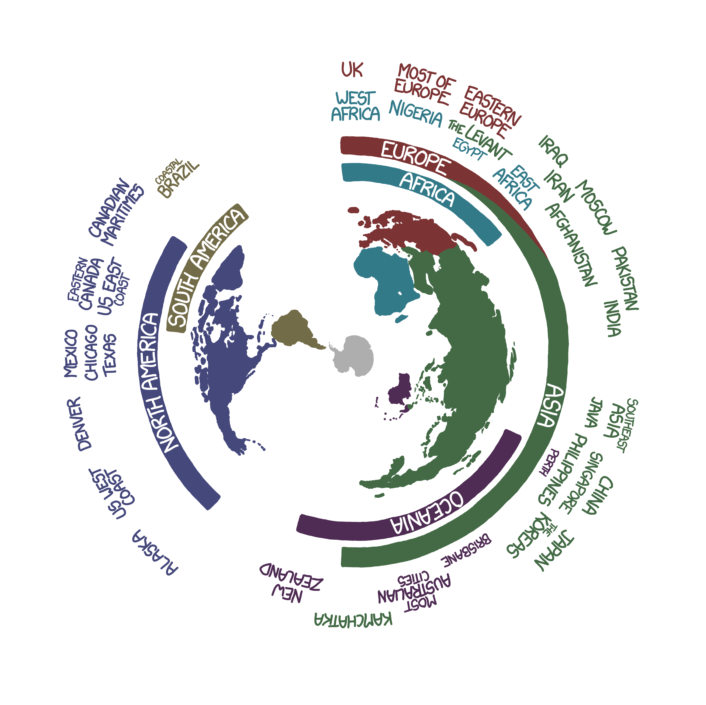 UK
MOST OF
EUROPE
EASTERN
EUROPE
WEST
AFRICA
NIGERIA
THE LEVANT
EGYPT
EAST
AFRICA
IRAQ
IRAN
MOSCOW
AFGHANISTAN
PAKISTAN
INDIA
EUROPE
AFRICA
ASIA
OCEANIA
SOUTH AMERICA
NORTH AMERICA
COASTAL
BRAZIL
CANADIAN
MARITIMES
EASTERN
CANADA
US EAST
COAST
MEXICO
CHICAGO
TEXAS
DENVER
US WEST
COAST
ALASKA
SOUTHEAST
ASIA
JAVA
PHILIPPINES
PERTH
SINGAPORE
CHINA
THE
KOREAS
JAPAN
BRISBANE
MOST
AUSTRALIAN
CITIES
KAMCHATKA
NEW
ZEALAND